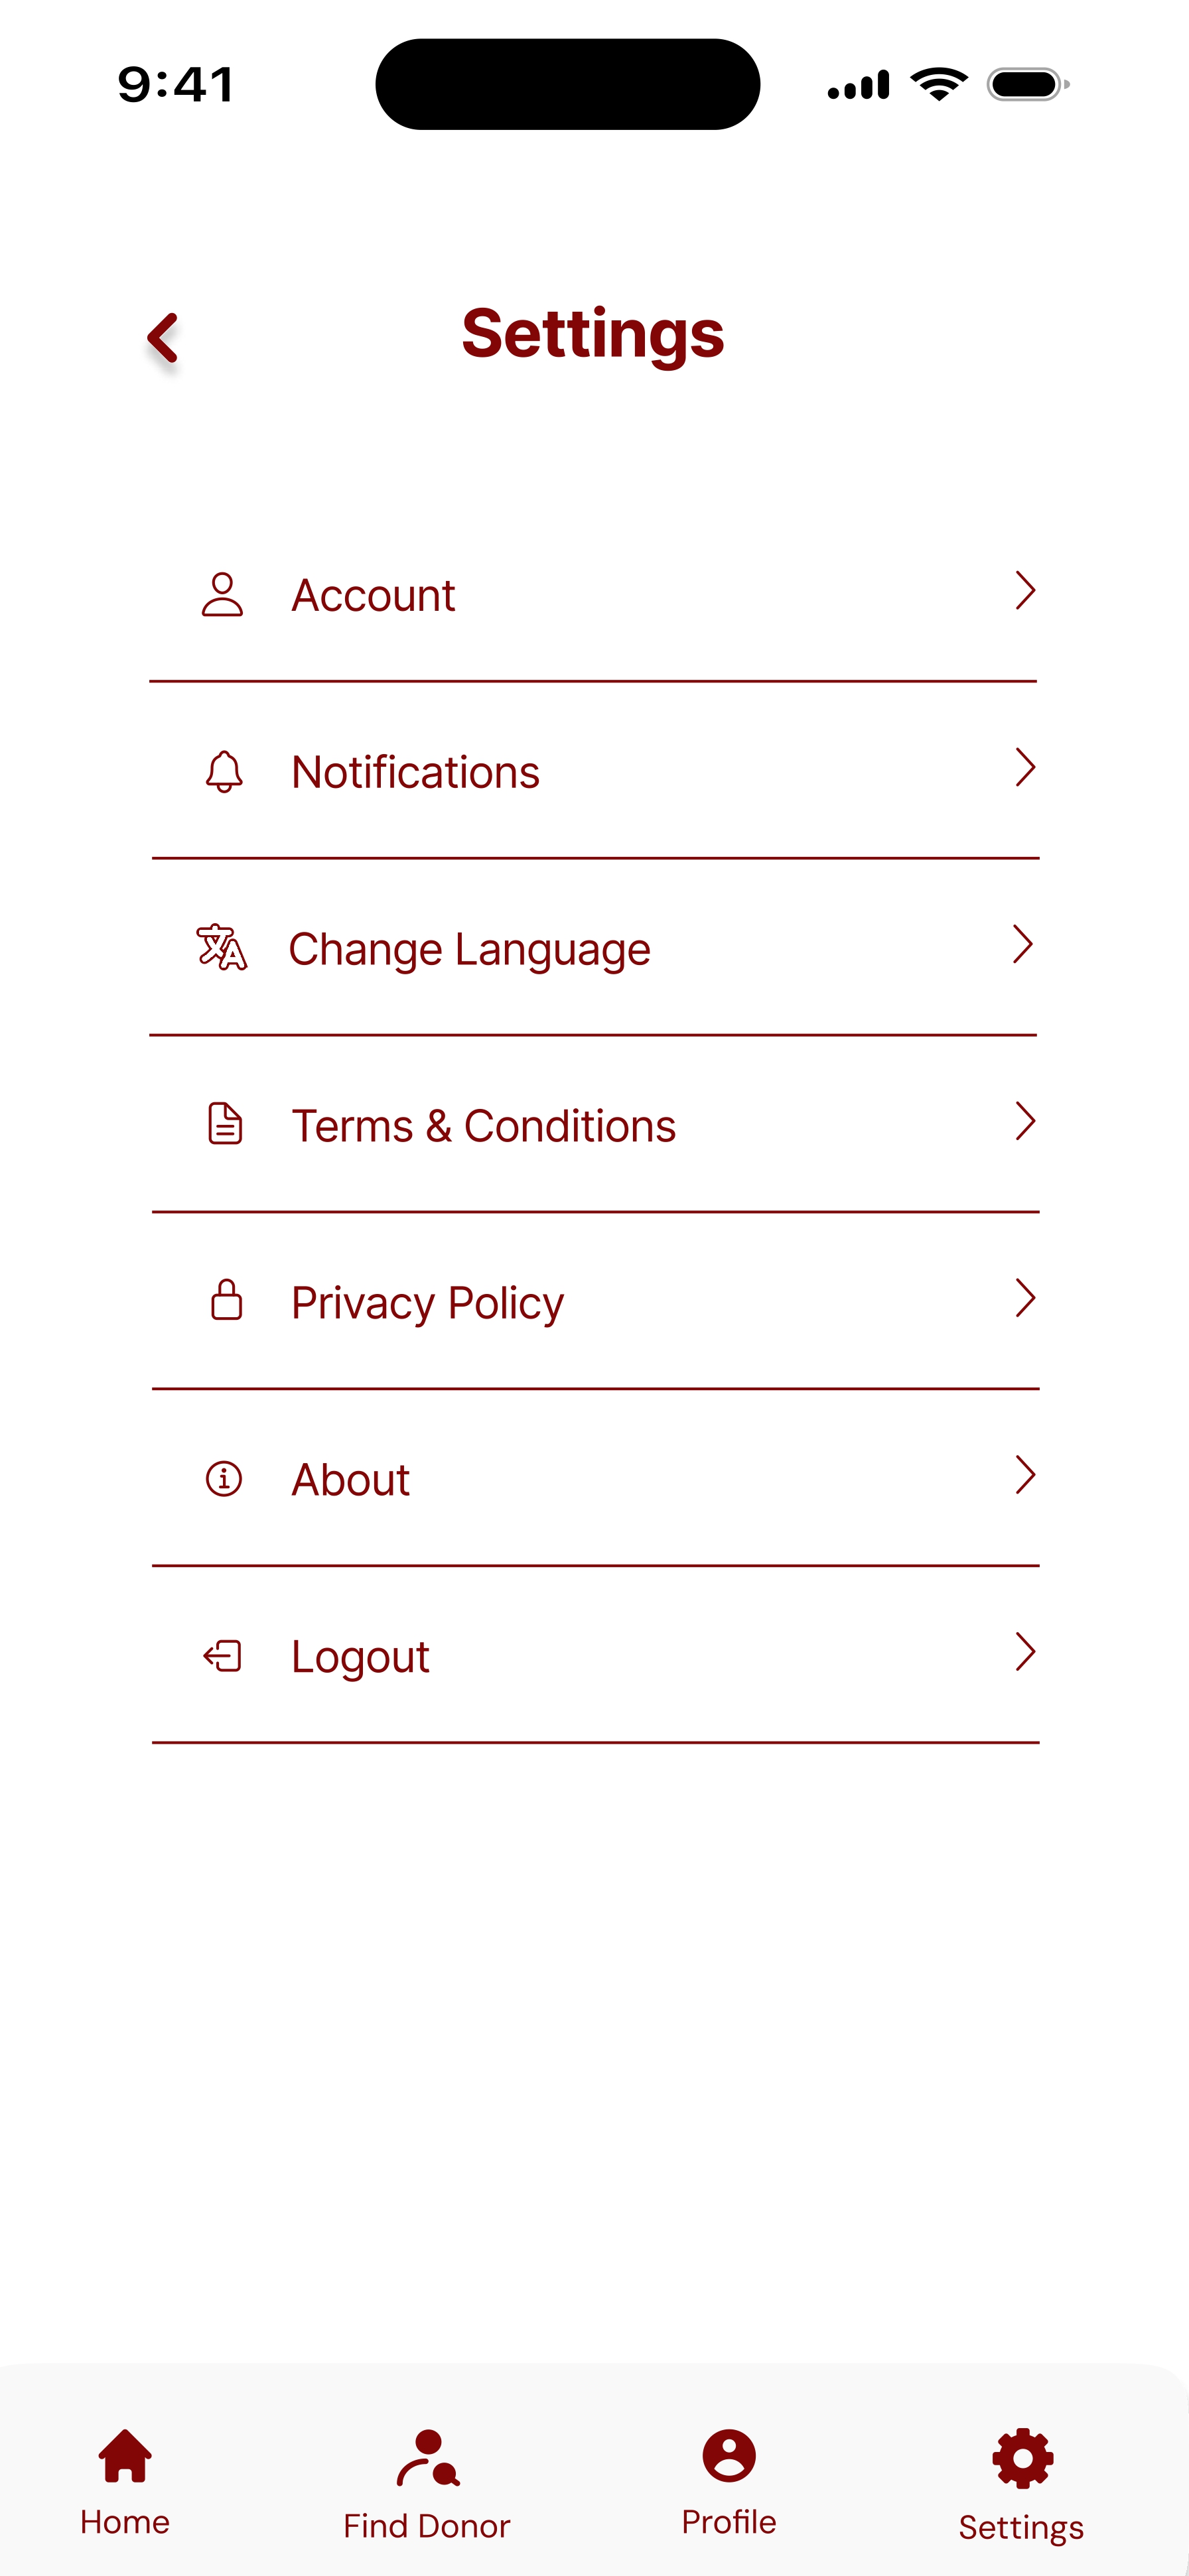 9:41
Settings
Account
Notifications
Change Language
Terms & Conditions
Privacy Policy
About
Logout
Home
Find Donor
Profile
Settings